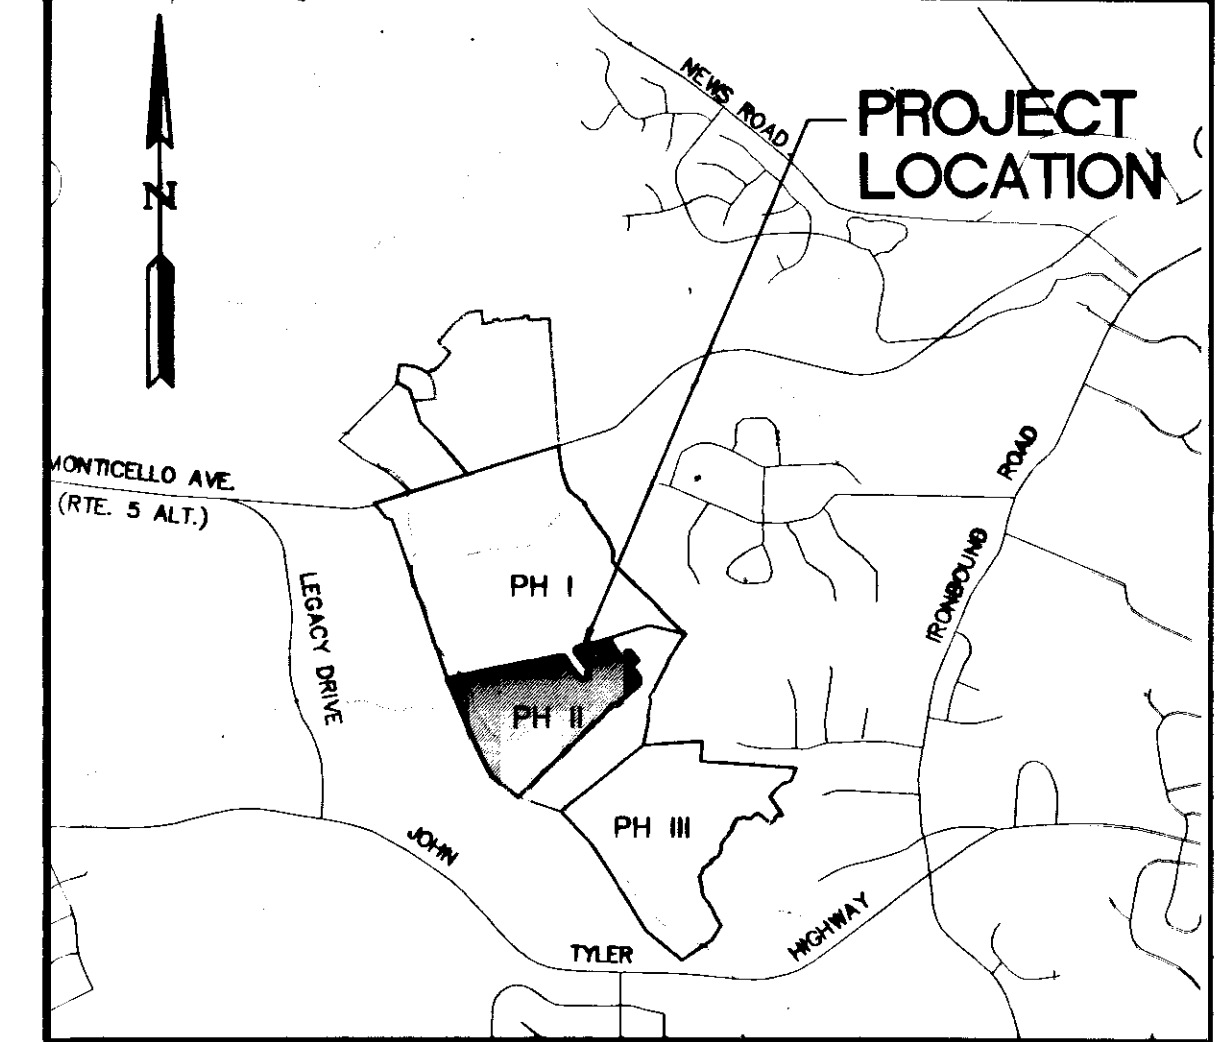 NEWS ROAD
PROJECT
LOCATION
N
MONTICELLO AVE.
(RTE. 5 ALT.)
ROAD
IRONBOUND
PH I
LEGACY DRIVE
PH II
PH III
JOHN
TYLER
HIGHWAY